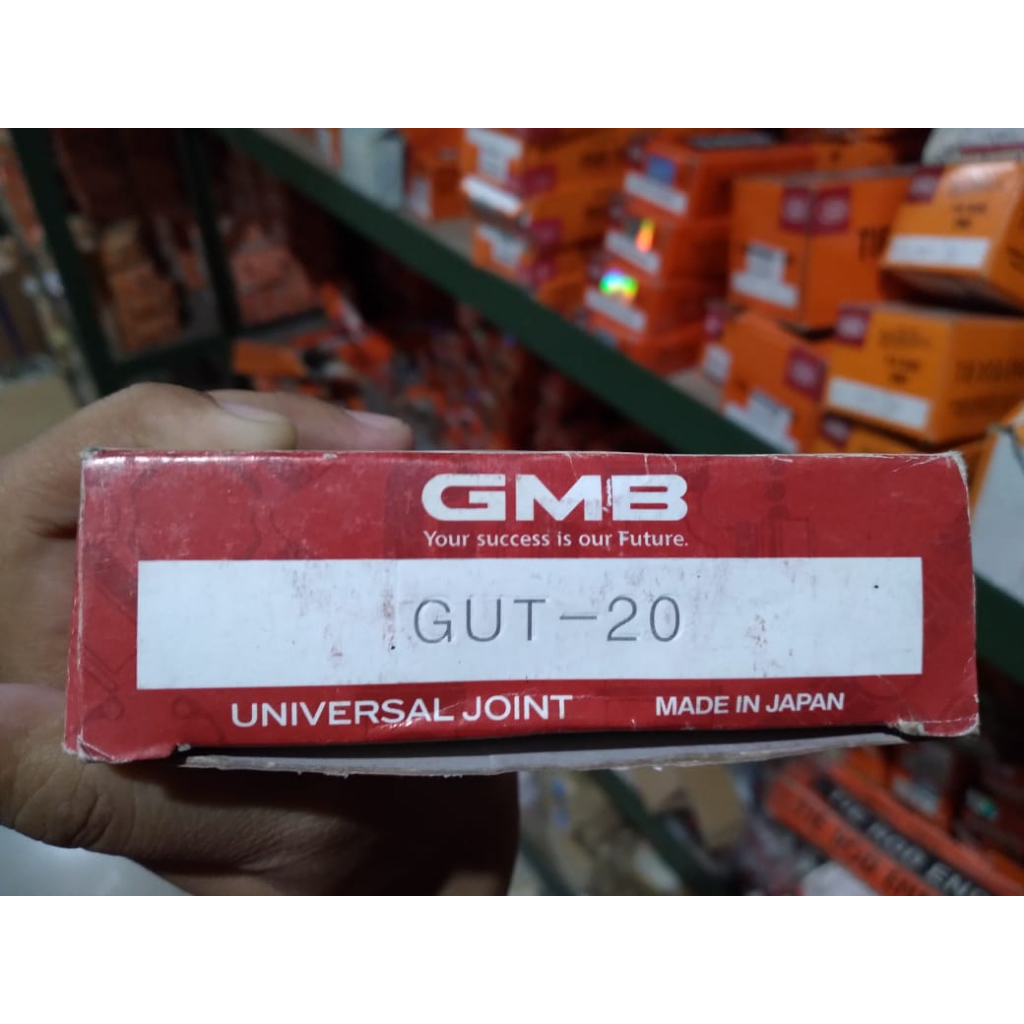 GMB
Your success is our Future.
GUT-20
UNIVERSAL JOINT
MADE IN JAPAN